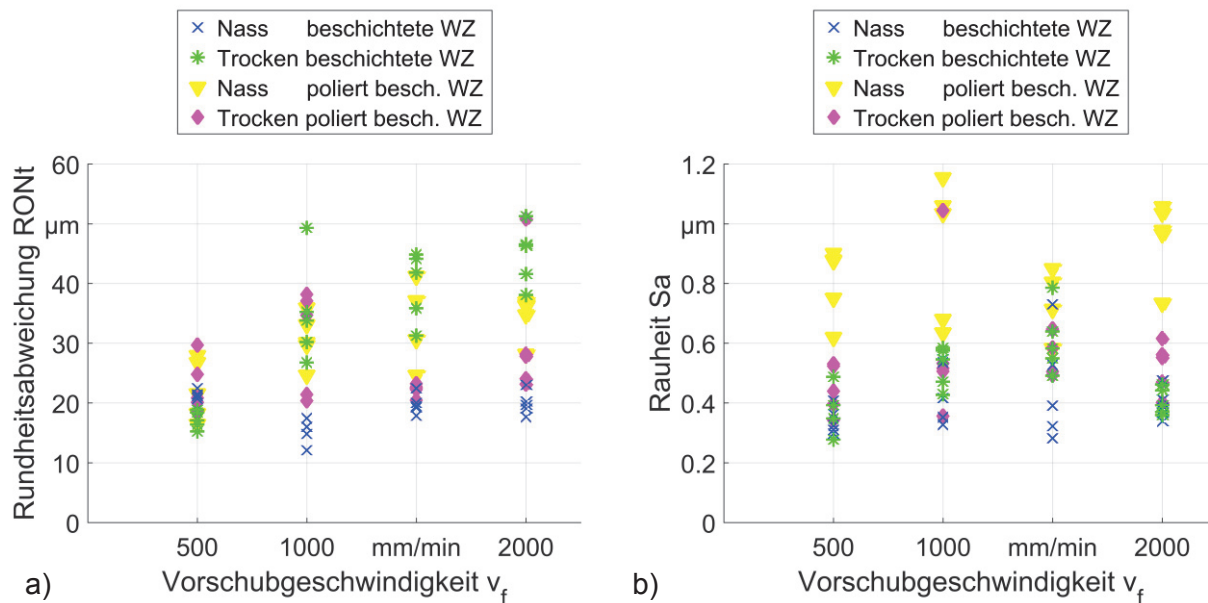 Nass beschichtete WZ
Trocken beschichtete WZ
Nass poliert besch. WZ
Trocken poliert besch. WZ
60
µm
40
30
20
10
0
Rundheitsabweichung RONt
500 1000 mm/min 2000
a) Vorschubgeschwindigkeit v_f
Nass beschichtete WZ
Trocken beschichtete WZ
Nass poliert besch. WZ
Trocken poliert besch. WZ
1.2
µm
0.8
0.6
0.4
0.2
0
Rauheit Sa
500 1000 mm/min 2000
b) Vorschubgeschwindigkeit v_f